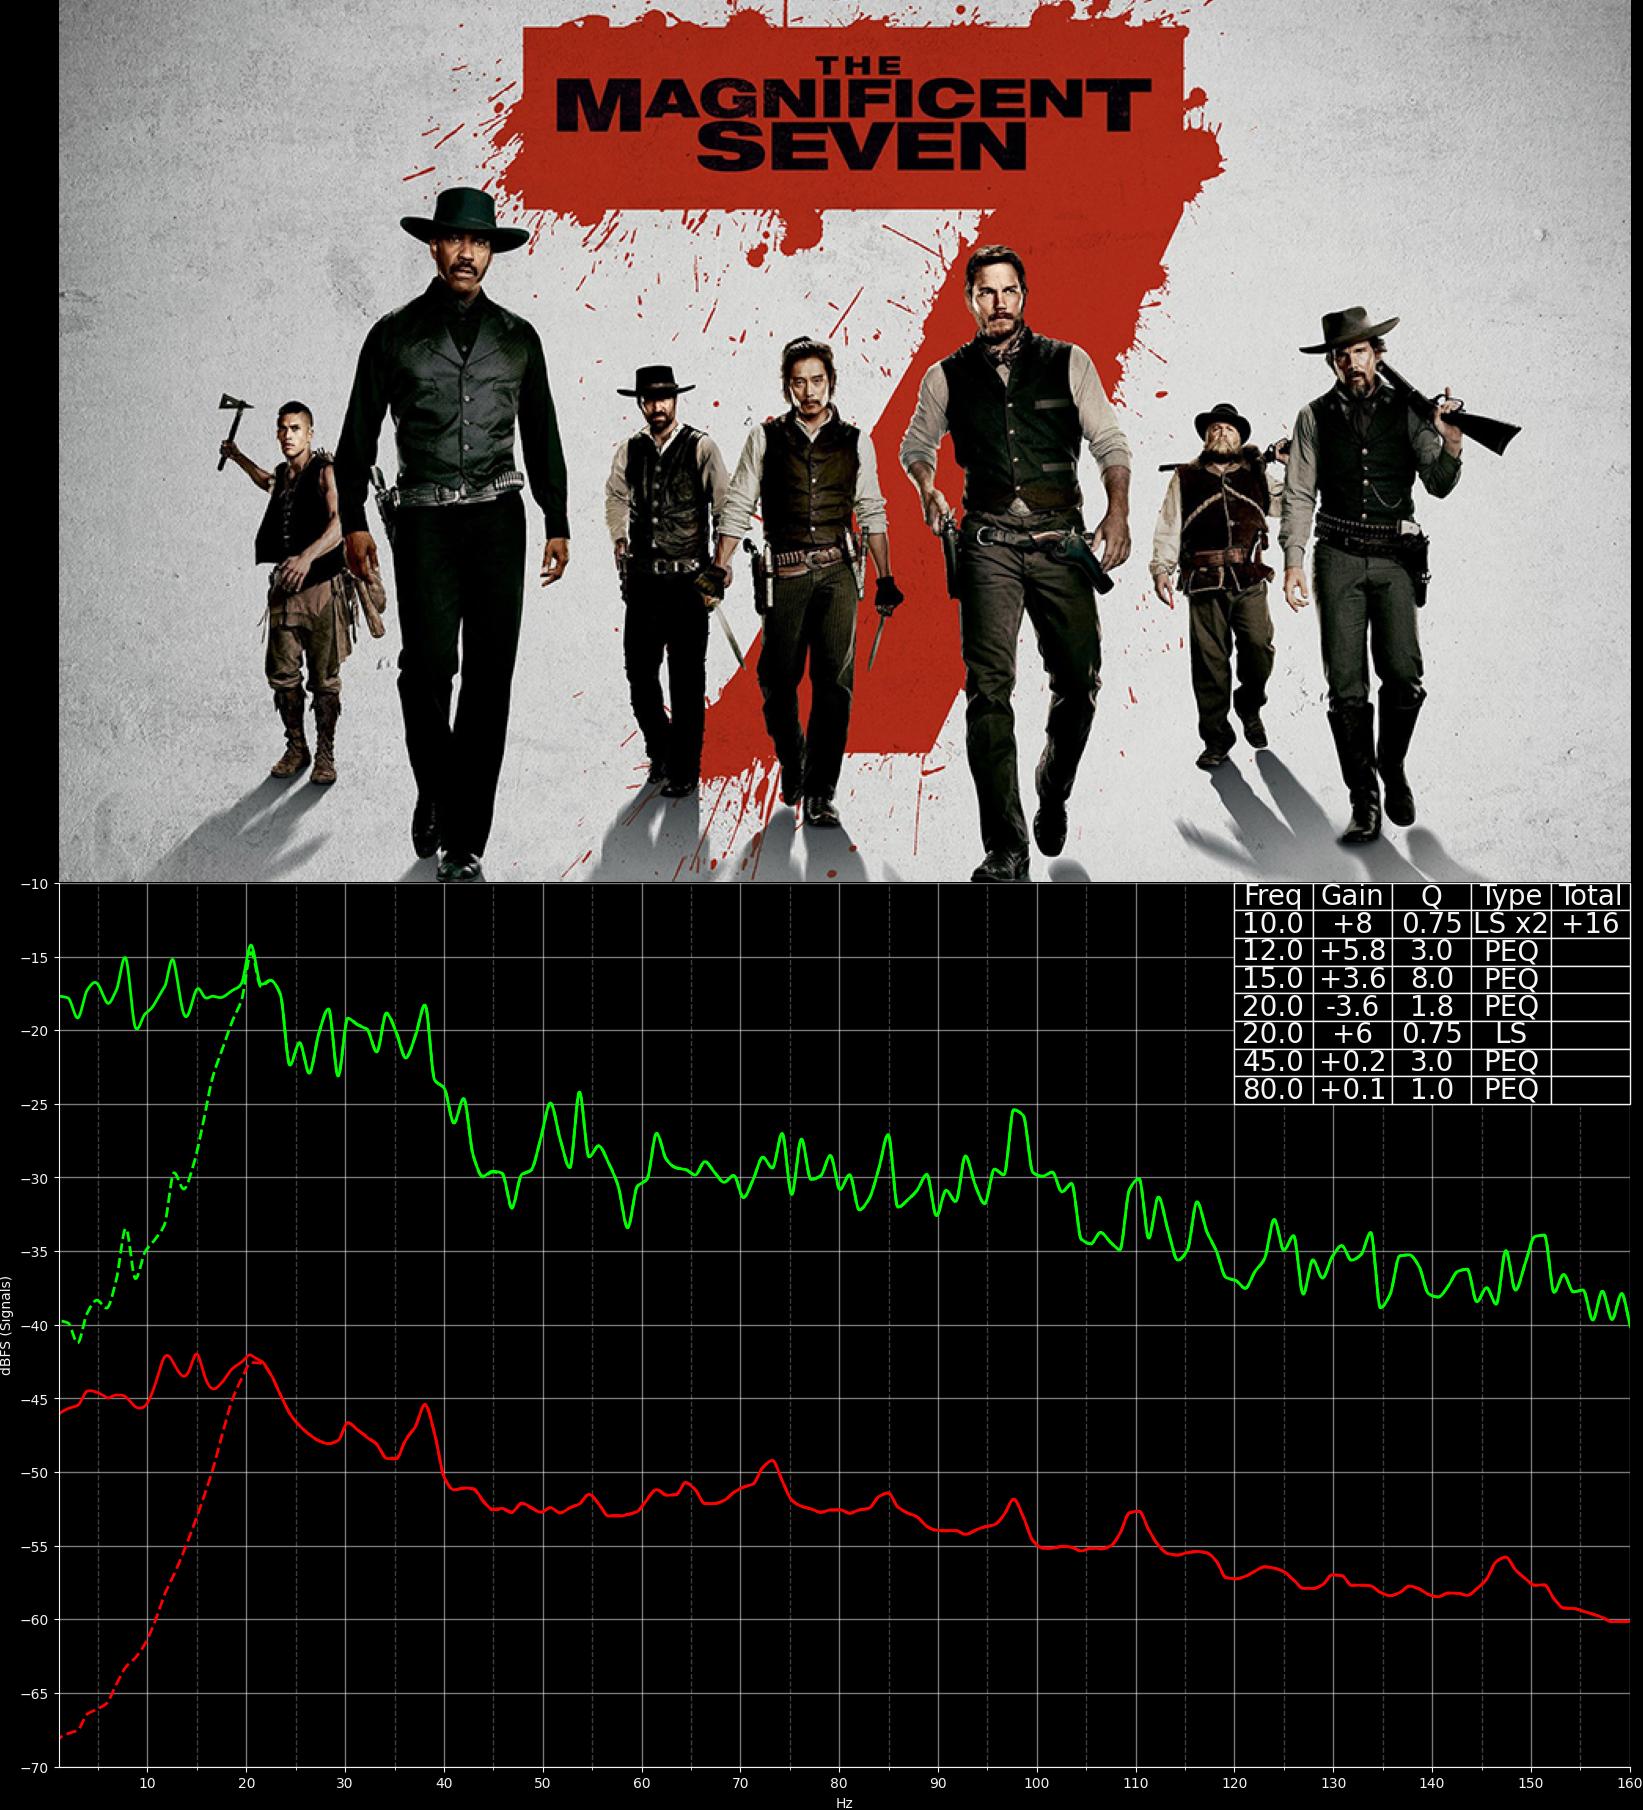 THE
MAGNIFICENT
SEVEN
Freq Gain Q Type Total
10.0 +8 0.75 LS x2 +16
12.0 +5.8 3.0 PEQ
15.0 +3.6 8.0 PEQ
20.0 -3.6 1.8 PEQ
20.0 +6 0.75 LS
45.0 +0.2 3.0 PEQ
80.0 +0.1 1.0 PEQ
−10
−15
−20
−25
−30
−35
−40
−45
−50
−55
−60
−65
−70
dBFS (Signals)
10 20 30 40 50 60 70 80 90 100 110 120 130 140 150 160
Hz